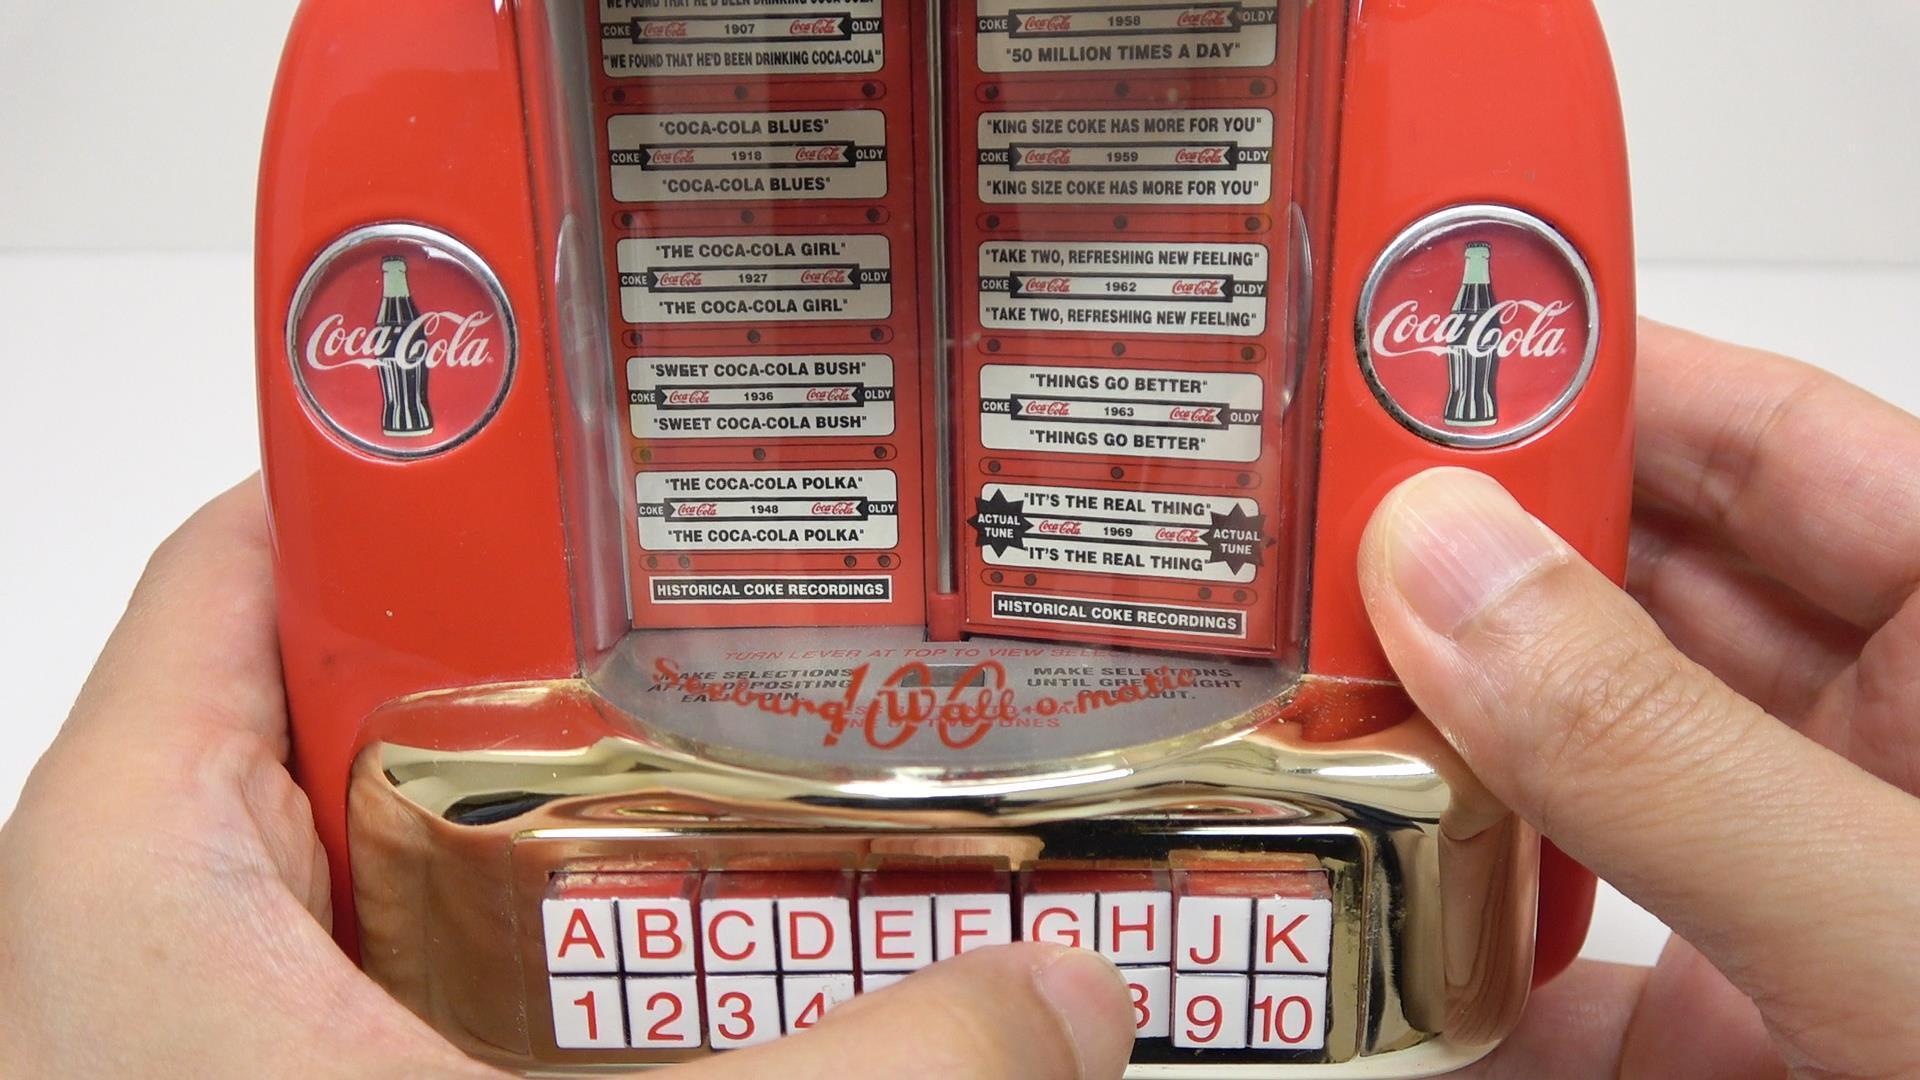 "WE FOUND THAT HE'D BEEN DRINKING COCA-COLA"
COKE Coca-Cola 1907 Coca-Cola OLDY
"WE FOUND THAT HE'D BEEN DRINKING COCA-COLA"
"COCA-COLA BLUES"
COKE Coca-Cola 1918 Coca-Cola OLDY
"COCA-COLA BLUES"
"THE COCA-COLA GIRL"
COKE Coca-Cola 1927 Coca-Cola OLDY
"THE COCA-COLA GIRL"
"SWEET COCA-COLA BUSH"
COKE Coca-Cola 1936 Coca-Cola OLDY
"SWEET COCA-COLA BUSH"
"THE COCA-COLA POLKA"
COKE Coca-Cola 1948 Coca-Cola OLDY
"THE COCA-COLA POLKA"
HISTORICAL COKE RECORDINGS
COKE Coca-Cola 1958 Coca-Cola OLDY
"50 MILLION TIMES A DAY"
"KING SIZE COKE HAS MORE FOR YOU"
COKE Coca-Cola 1959 Coca-Cola OLDY
"KING SIZE COKE HAS MORE FOR YOU"
"TAKE TWO, REFRESHING NEW FEELING"
COKE Coca-Cola 1962 Coca-Cola OLDY
"TAKE TWO, REFRESHING NEW FEELING"
"THINGS GO BETTER"
COKE Coca-Cola 1963 Coca-Cola OLDY
"THINGS GO BETTER"
"IT'S THE REAL THING"
ACTUAL TUNE Coca-Cola 1969 Coca-Cola ACTUAL TUNE
"IT'S THE REAL THING"
HISTORICAL COKE RECORDINGS
Coca-Cola
Coca-Cola
TURN LEVER AT TOP TO VIEW
MAKE SELECTIONS
MAKE SELECTIONS
UNTIL
Seeburg 100 Wall-o-matic
A B C D E F G H J K
1 2 3 4 8 9 10